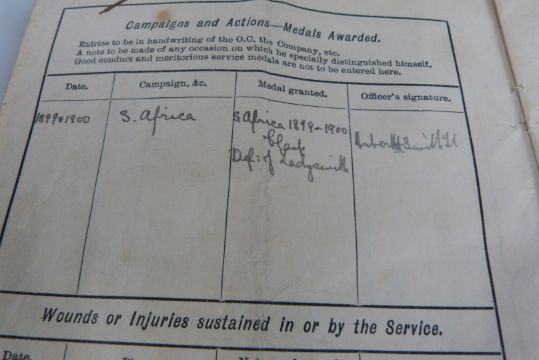 Campaigns and Actions—Medals Awarded.
Entries to be in handwriting of the O.C. the Company, etc.
A note to be made of any occasion on which he specially distinguished himself.
Good conduct and meritorious service medals are not to be entered here.
Date. Campaign, &c. Medal granted. Officer's signature.
1899&1900 S. Africa S Africa 1899-1900
Clasp
Def: of Ladysmith
Wounds or Injuries sustained in or by the Service.
Date.